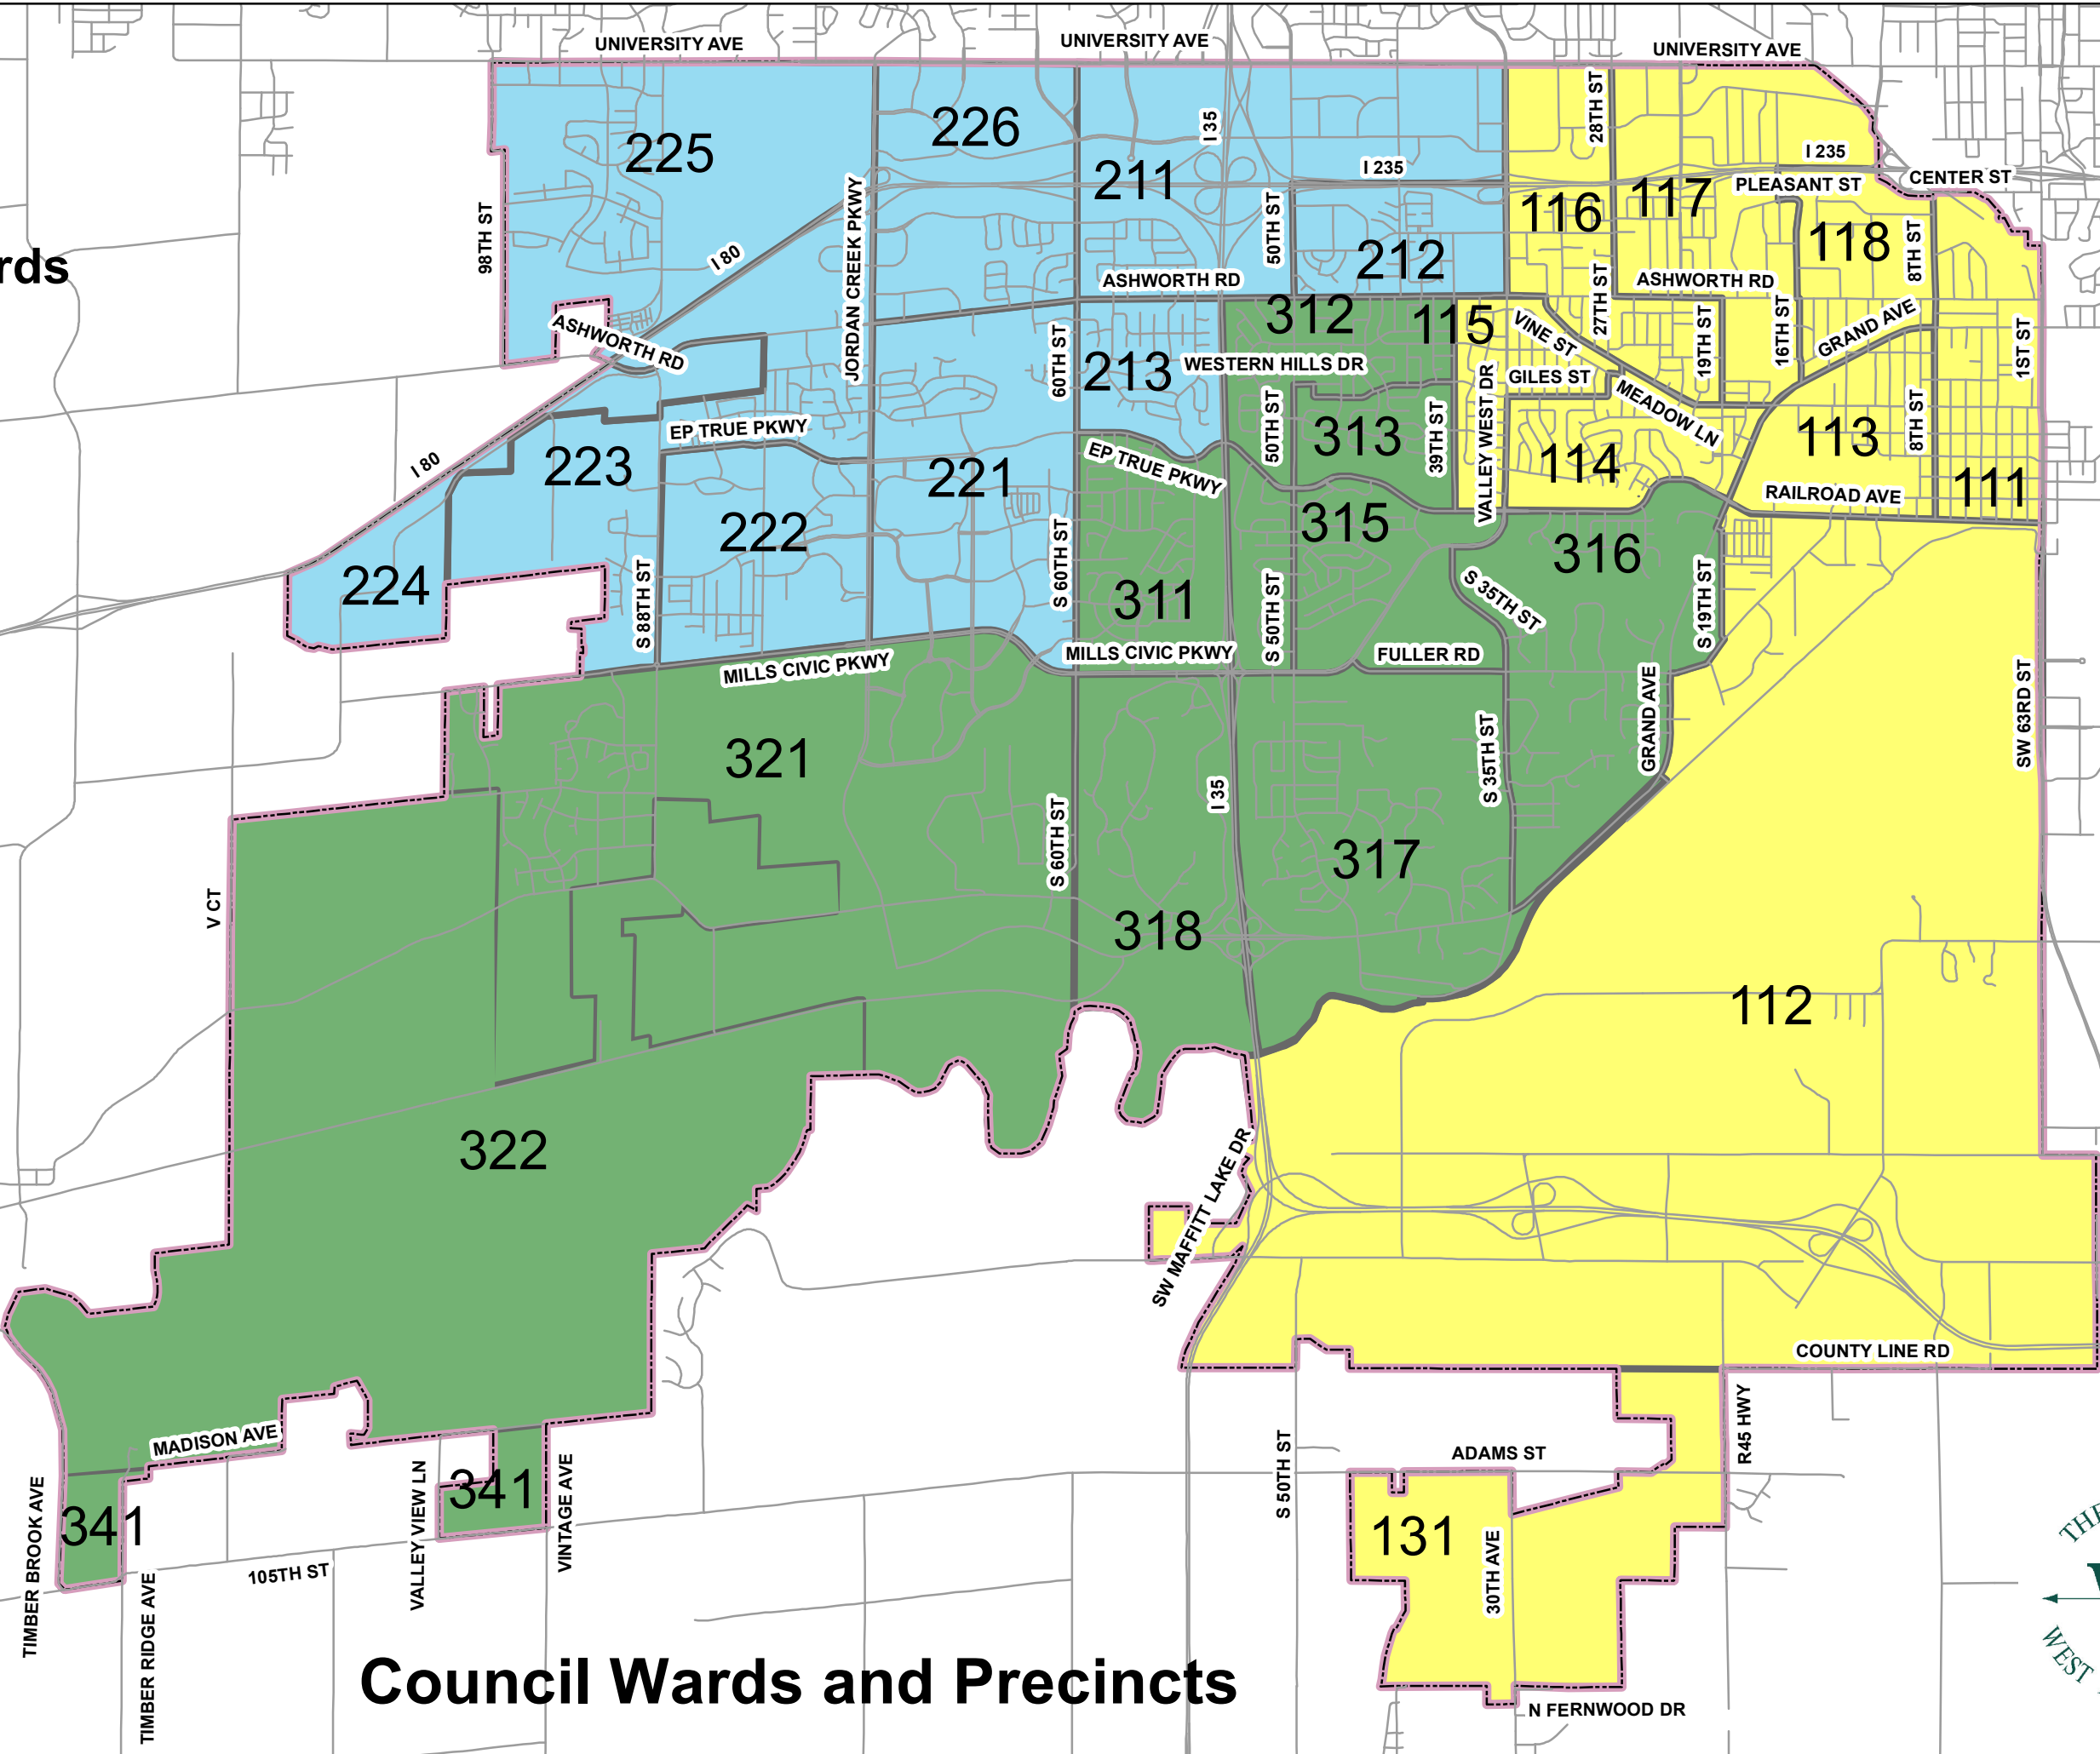 UNIVERSITY AVE
UNIVERSITY AVE
UNIVERSITY AVE
28TH ST
I 35
225
226
211
I 235
I 235
PLEASANT ST
CENTER ST
116
117
118
98TH ST
JORDAN CREEK PKWY
50TH ST
8TH ST
212
rds
I 80
ASHWORTH RD
ASHWORTH RD
27TH ST
312
115
ASHWORTH RD
VINE ST
19TH ST
16TH ST
GRAND AVE
1ST ST
60TH ST
213
WESTERN HILLS DR
GILES ST
VALLEY WEST DR
MEADOW LN
EP TRUE PKWY
50TH ST
313
39TH ST
113
8TH ST
I 80
223
221
EP TRUE PKWY
114
111
RAILROAD AVE
222
315
316
224
S 88TH ST
S 60TH ST
311
S 50TH ST
S 35TH ST
S 19TH ST
MILLS CIVIC PKWY
MILLS CIVIC PKWY
FULLER RD
GRAND AVE
SW 63RD ST
321
I 35
S 35TH ST
S 60TH ST
317
V CT
318
112
322
SW MAFFITT LAKE DR
COUNTY LINE RD
MADISON AVE
R45 HWY
ADAMS ST
S 50TH ST
341
341
VALLEY VIEW LN
VINTAGE AVE
131
30TH AVE
TIMBER BROOK AVE
105TH ST
TIMBER RIDGE AVE
THE
WEST
Council Wards and Precincts
N FERNWOOD DR